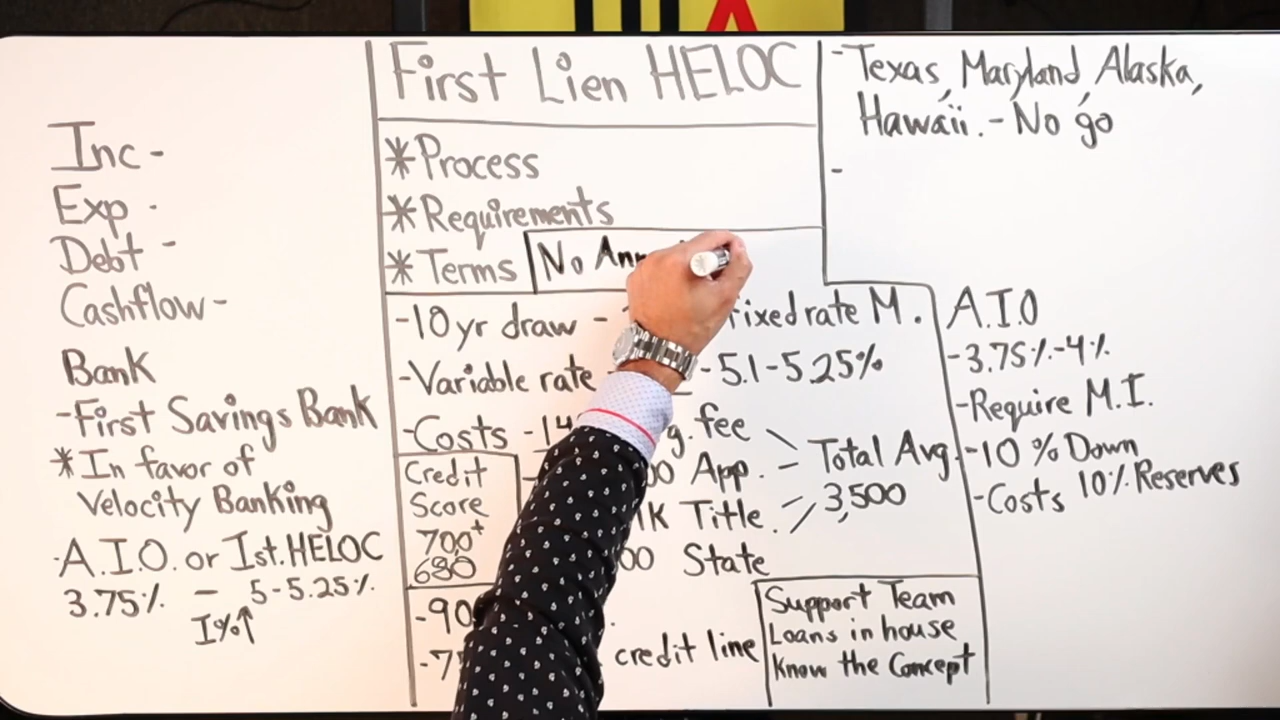 Inc -
Exp -
Debt -
Cashflow -
Bank
- First Savings Bank
* In favor of
Velocity Banking
- A.I.O. or 1st. HELOC
3.75% - 5-5.25%
1%↑
First Lien HELOC
* Process
* Requirements
* Terms
No
- 10 yr draw -
fixed rate M.
- Variable rate
- 5.1-5.25%
- Costs -
fee
App.
1K Title.
State
Total Avg.
3,500
Credit
Score
700+
680
credit line
Support Team
Loans in house
Know the Concept
- Texas, Maryland, Alaska,
Hawaii. - No go
-
A.I.O
- 3.75%-4%
- Require M.I.
- 10% Down
10% Reserves
- Costs